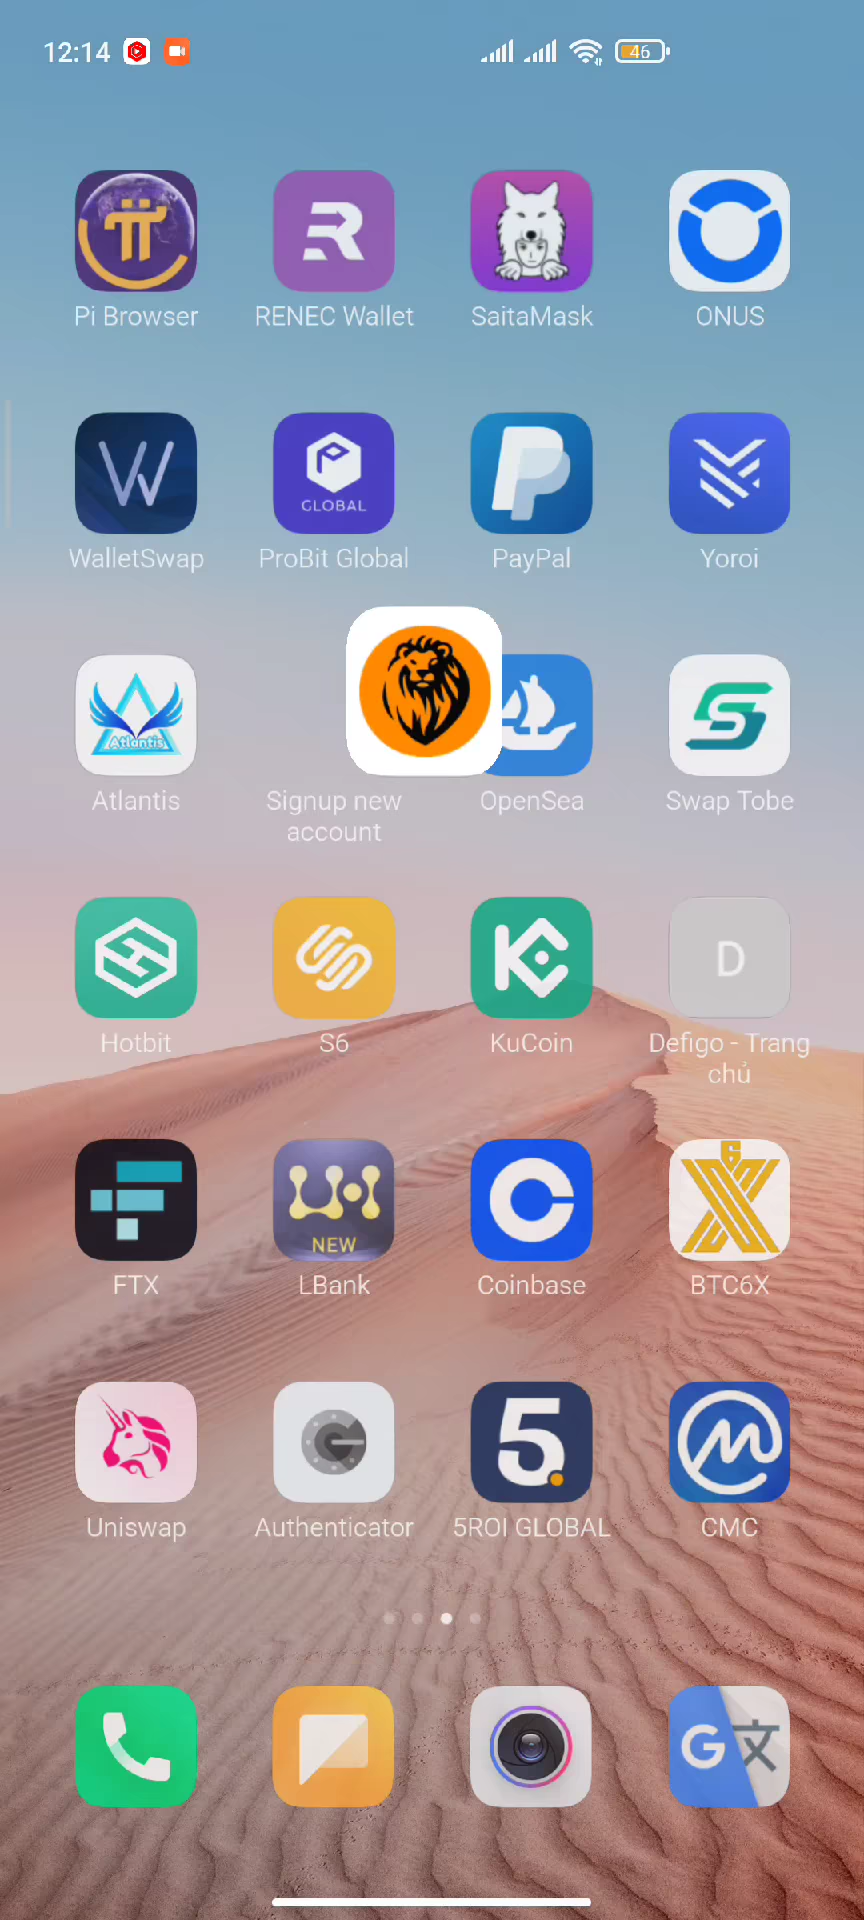 12:14
46
Pi Browser
RENEC Wallet
SaitaMask
ONUS
GLOBAL
WalletSwap
ProBit Global
PayPal
Yoroi
Atlantis
Atlantis
Signup new
account
OpenSea
Swap Tobe
D
Hotbit
S6
KuCoin
Defigo - Trang
chủ
NEW
6
FTX
LBank
Coinbase
BTC6X
5
Uniswap
Authenticator
5ROI GLOBAL
CMC
G 文